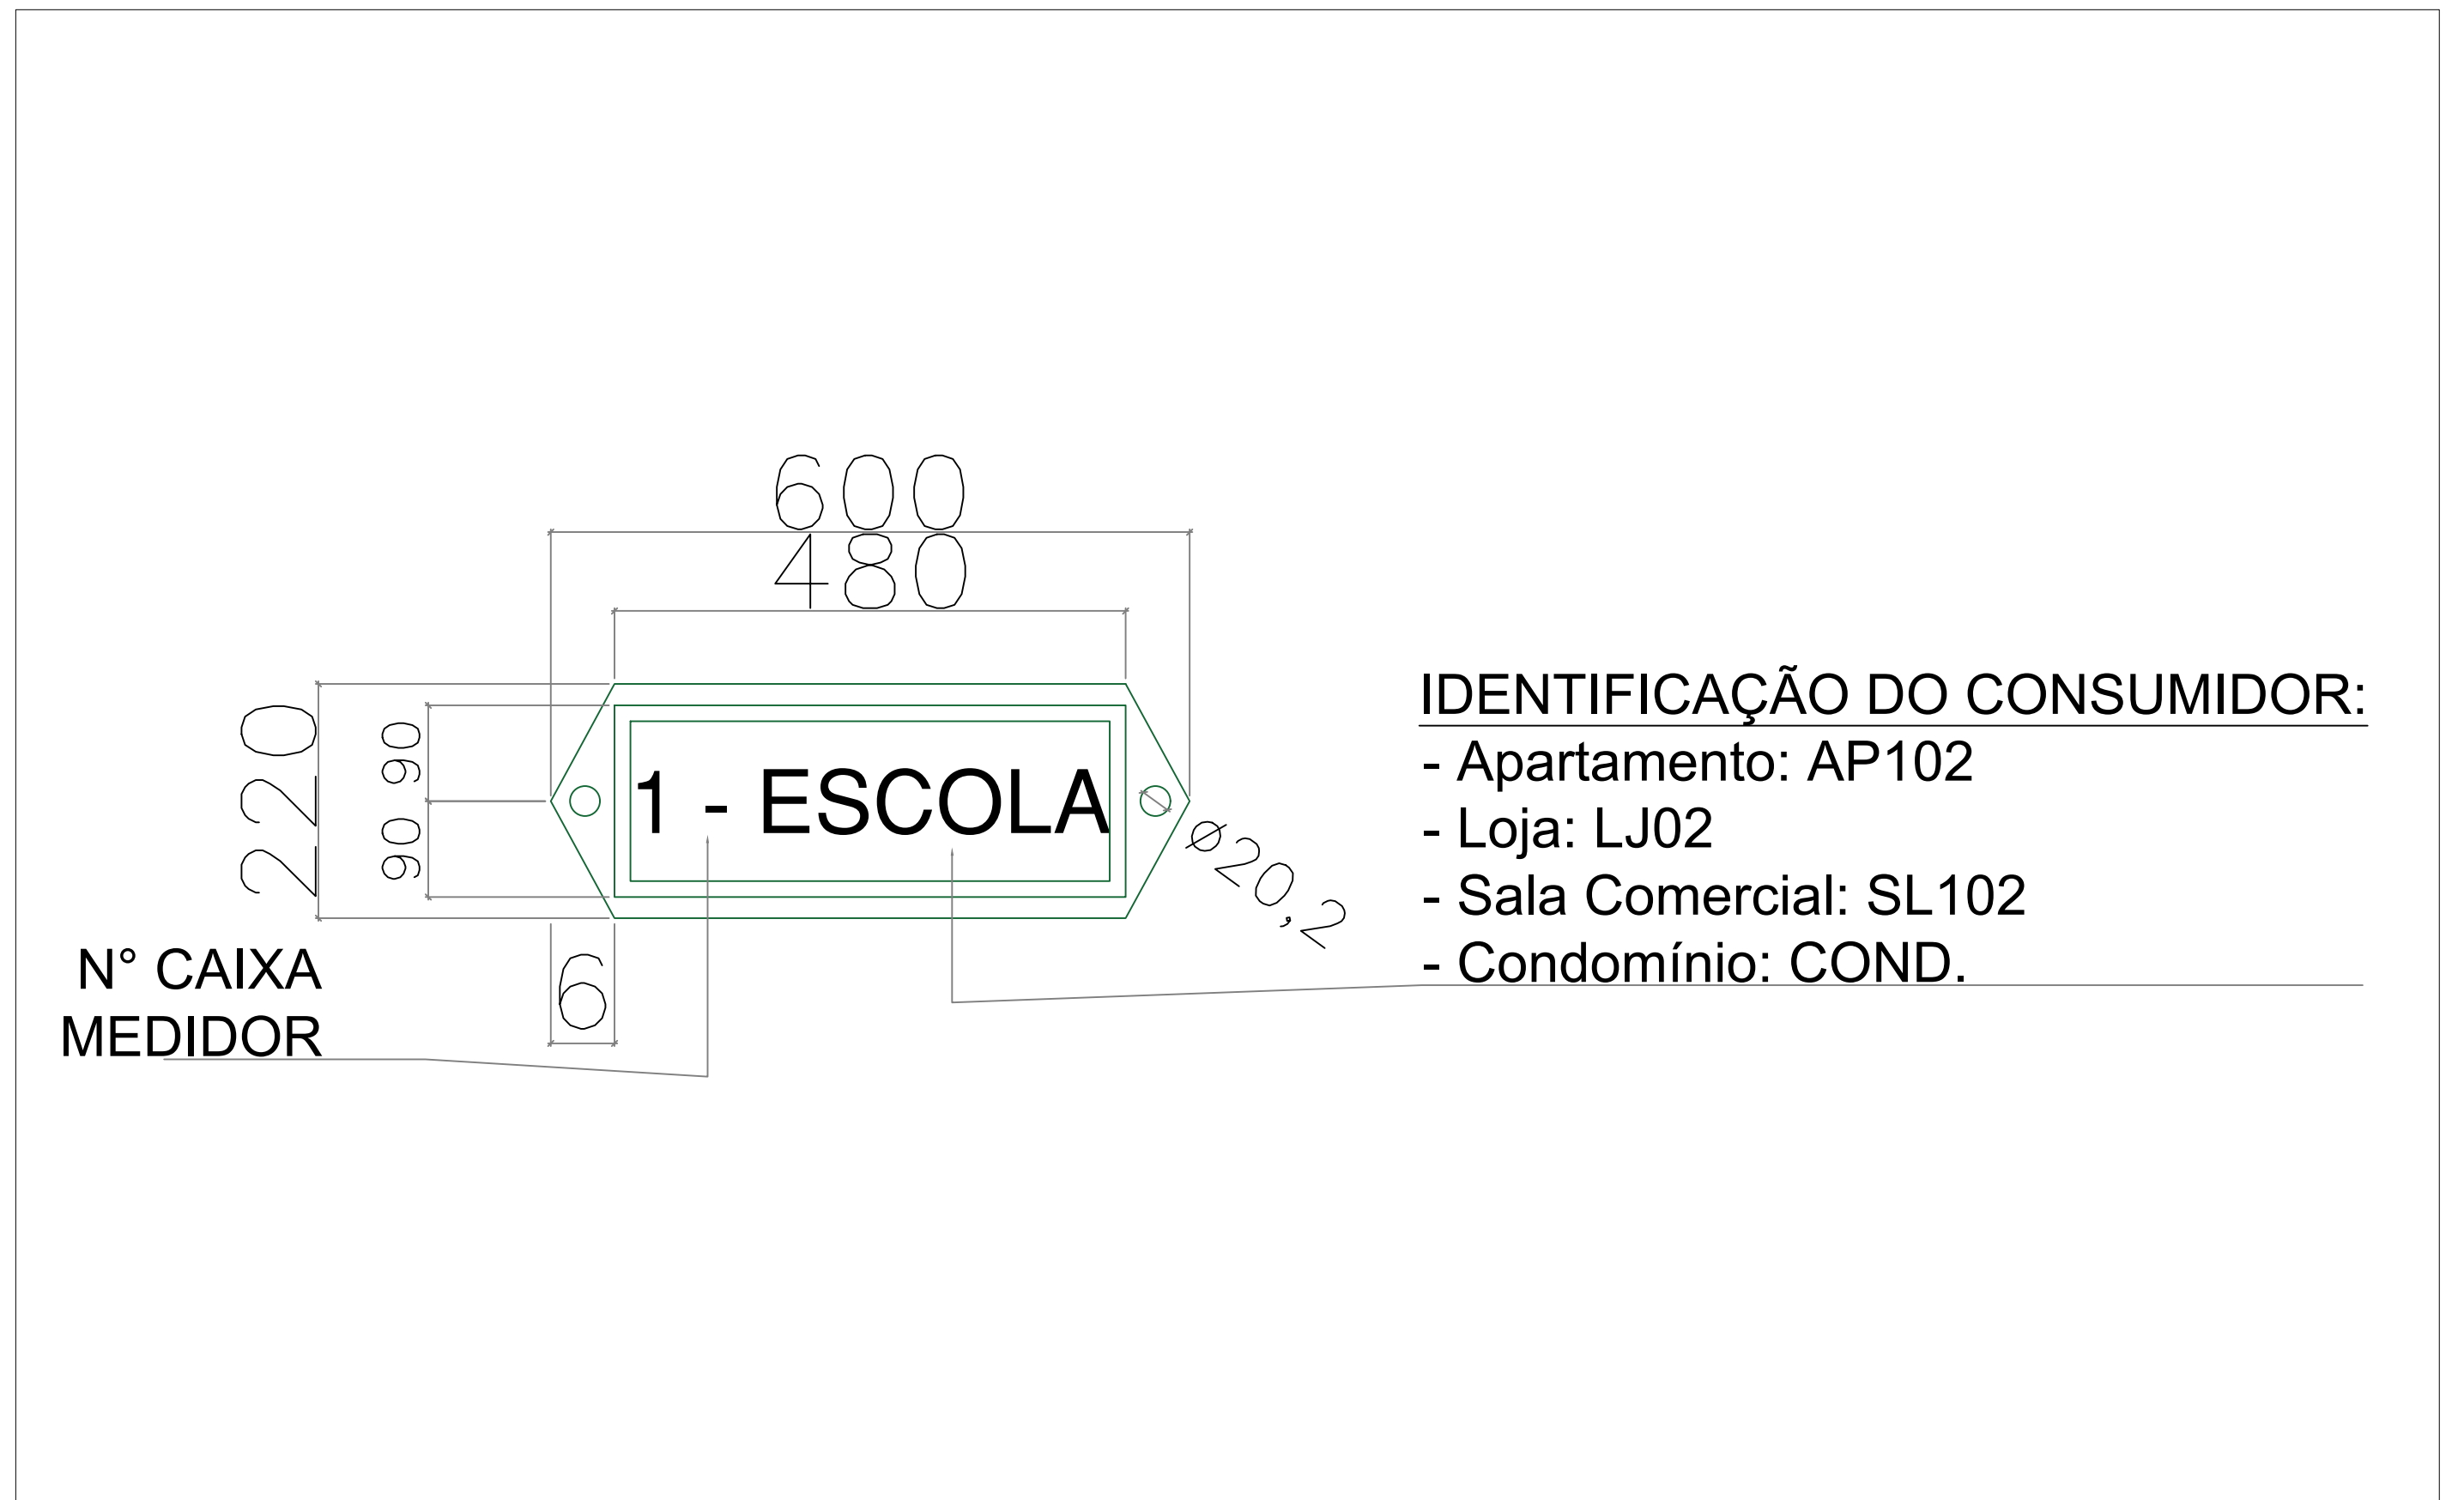 600
480
220
90
90
1 - ESCOLA
ø20,2
6
N° CAIXA
MEDIDOR
IDENTIFICAÇÃO DO CONSUMIDOR:
- Apartamento: AP102
- Loja: LJ02
- Sala Comercial: SL102
- Condomínio: COND.